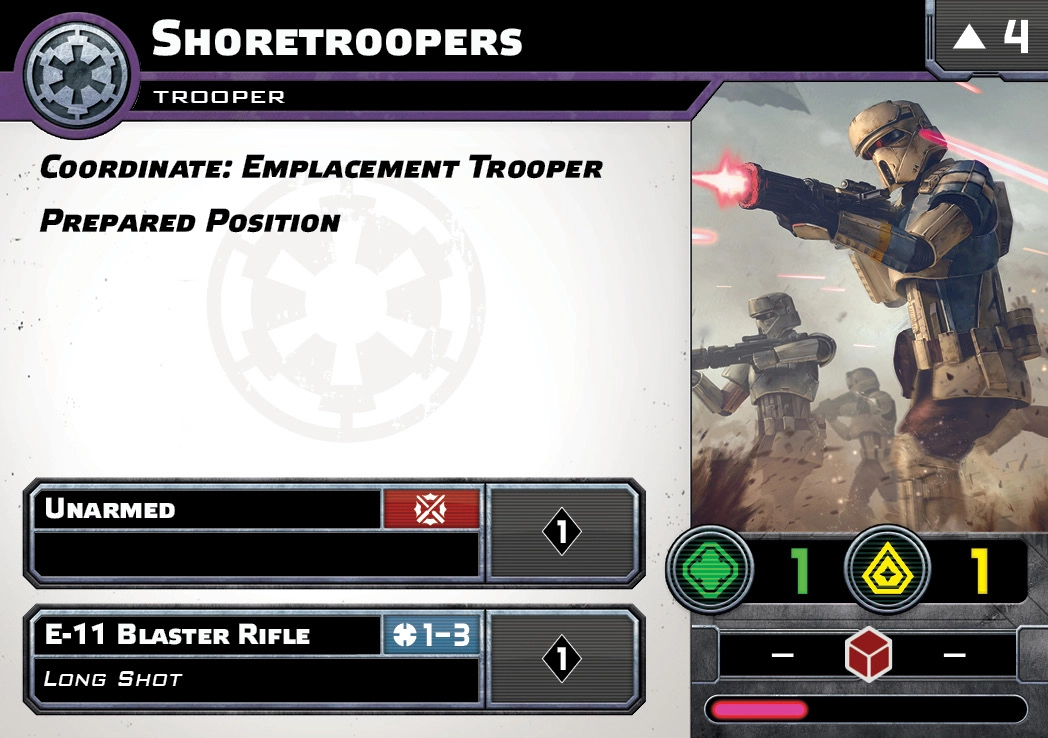 SHORETROOPERS
4
TROOPER
COORDINATE: EMPLACEMENT TROOPER
PREPARED POSITION
UNARMED
1
E-11 BLASTER RIFLE
1–3
LONG SHOT
1
1
1
–
–